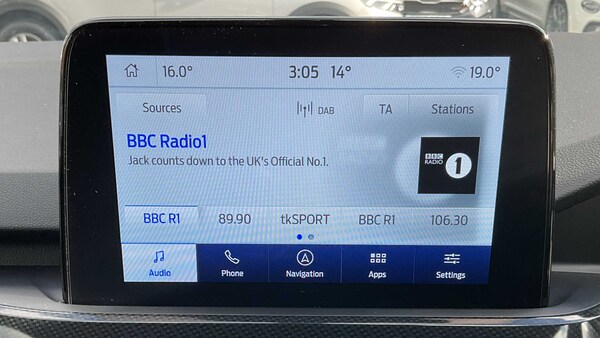 16.0° 3:05 14° 19.0°
Sources DAB TA Stations
BBC Radio1
Jack counts down to the UK's Official No.1.
BBC
RADIO 1
BBC R1 89.90 tkSPORT BBC R1 106.30
Audio Phone Navigation Apps Settings